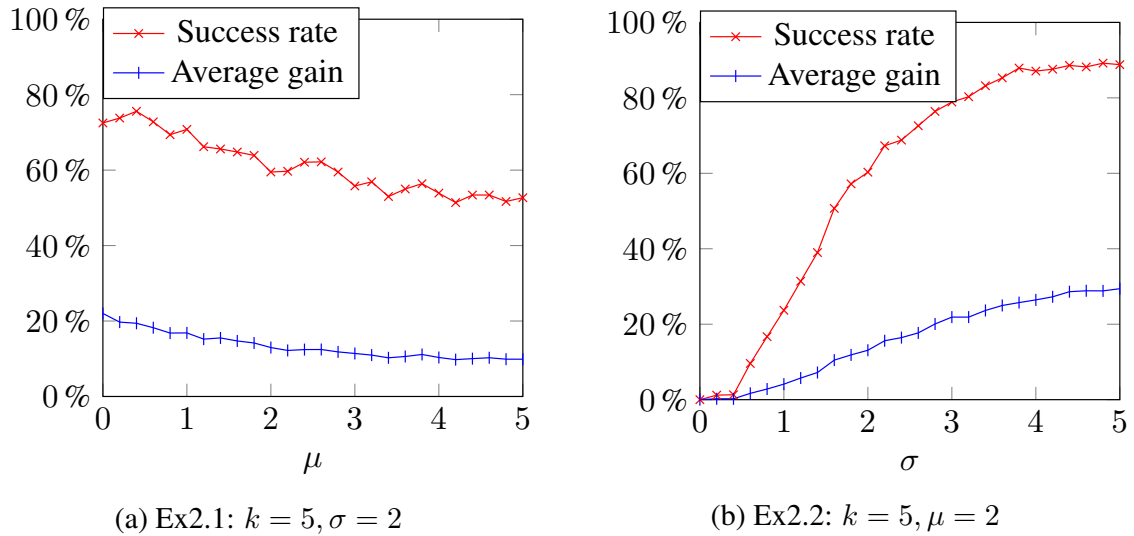 100 %
80 %
60 %
40 %
20 %
0 %
Success rate
Average gain
0 1 2 3 4 5
μ
(a) Ex2.1: k = 5, σ = 2
100 %
80 %
60 %
40 %
20 %
0 %
Success rate
Average gain
0 1 2 3 4 5
σ
(b) Ex2.2: k = 5, μ = 2